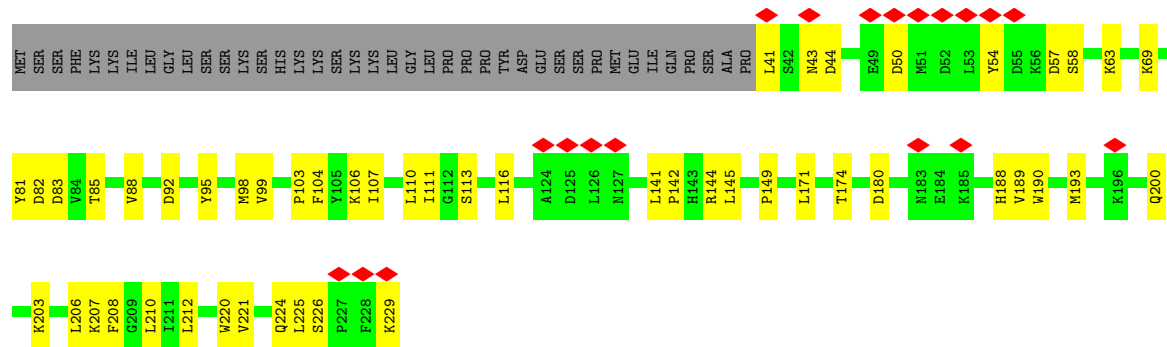 MET SER SER PHE LYS LYS ILE LEU GLY LEU SER SER LYS SER HIS LYS LYS SER LYS LYS LEU GLY LEU PRO PRO PRO TYR ASP GLU SER SER PRO MET GLU ILE GLN PRO SER ALA PRO L41 S42 N43 D44 E49 D50 M51 D52 L53 Y54 D55 K56 D57 S58 K63 K69
Y81 D82 D83 V84 T85 V88 D92 Y95 M98 V99 P103 F104 Y105 K106 I107 L110 I111 G112 S113 L116 A124 D125 L126 N127 L141 P142 H143 R144 L145 P149 L171 T174 D180 N183 E184 K185 H188 V189 W190 M193 K196 Q200
K203 L206 K207 F208 G209 L210 I211 L212 W220 V221 Q224 L225 S226 P227 F228 K229